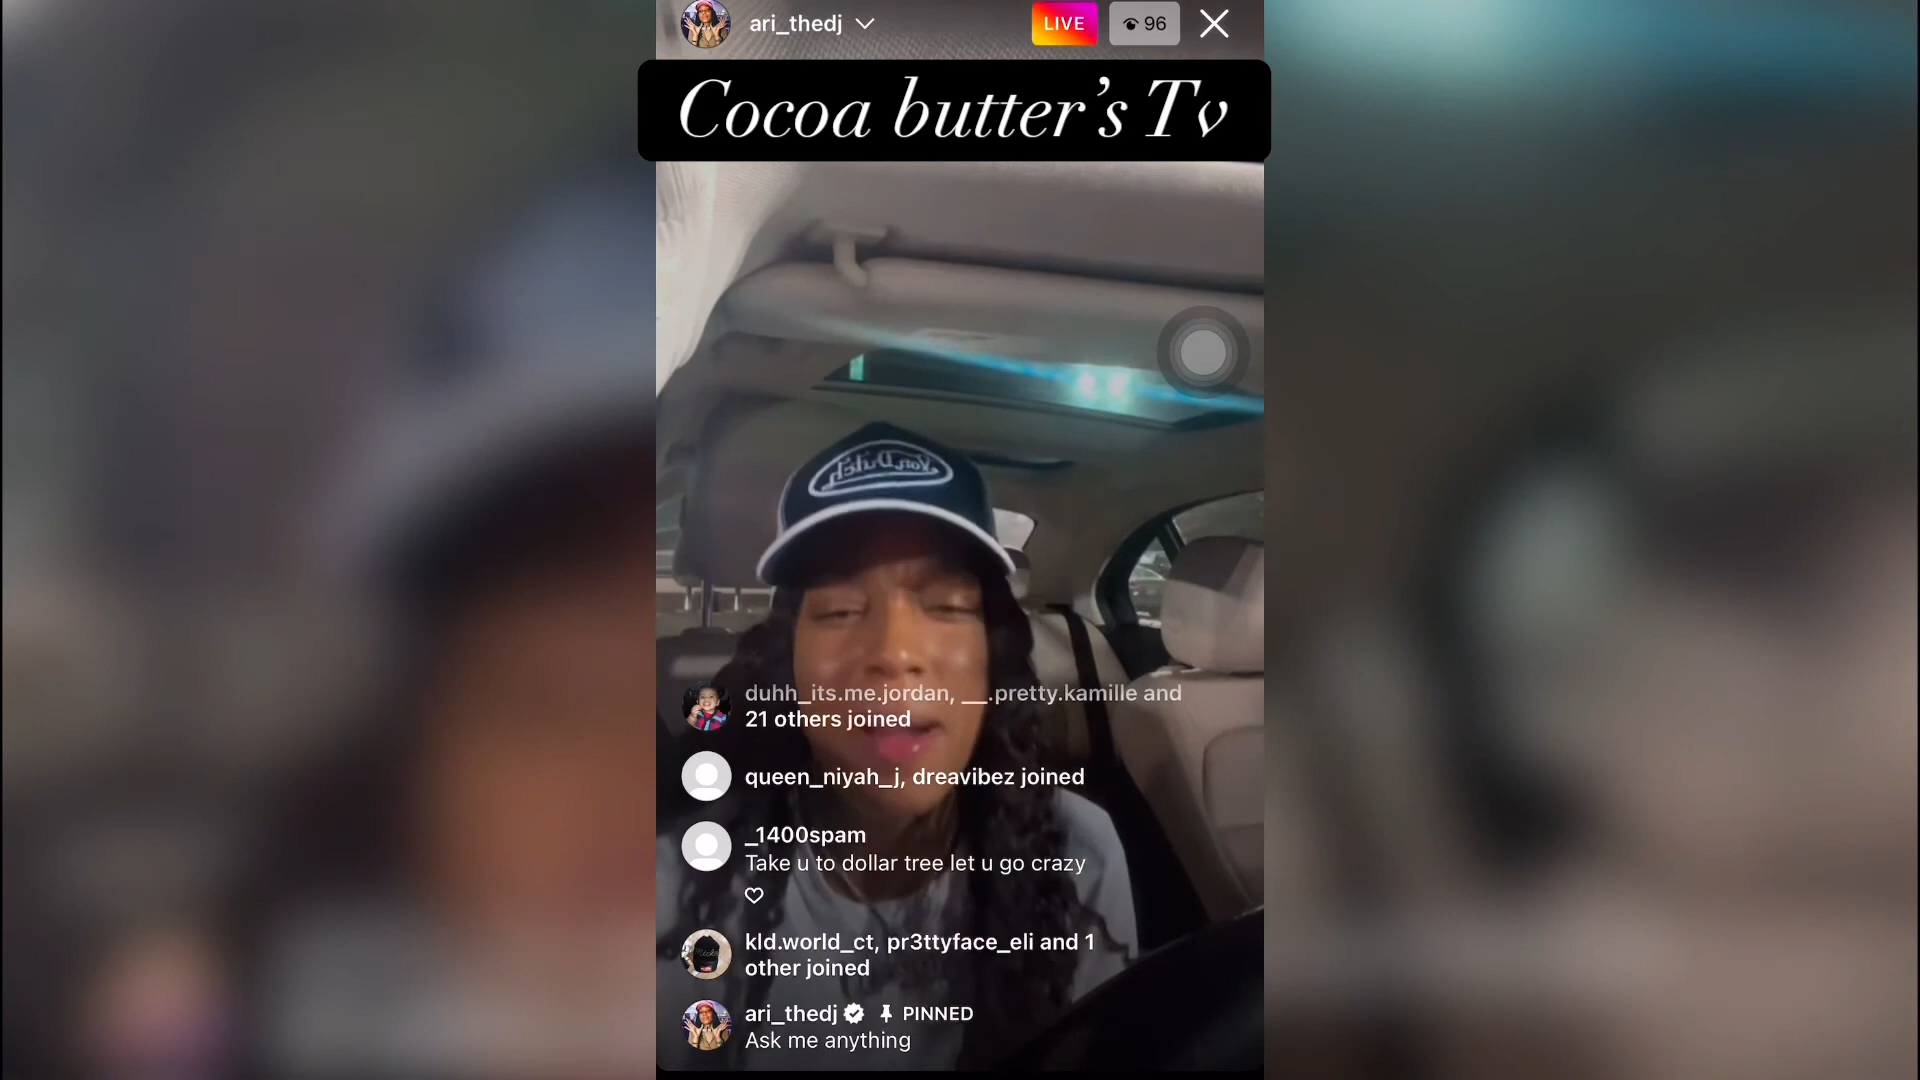 ari_thedj
LIVE
96
Cocoa butter's Tv
Von Dutch
duhh_its.me.jordan, __.pretty.kamille and
21 others joined
queen_niyah_j, dreavibez joined
_1400spam
Take u to dollar tree let u go crazy
kld.world_ct, pr3ttyface_eli and 1
other joined
ari_thedj PINNED
Ask me anything